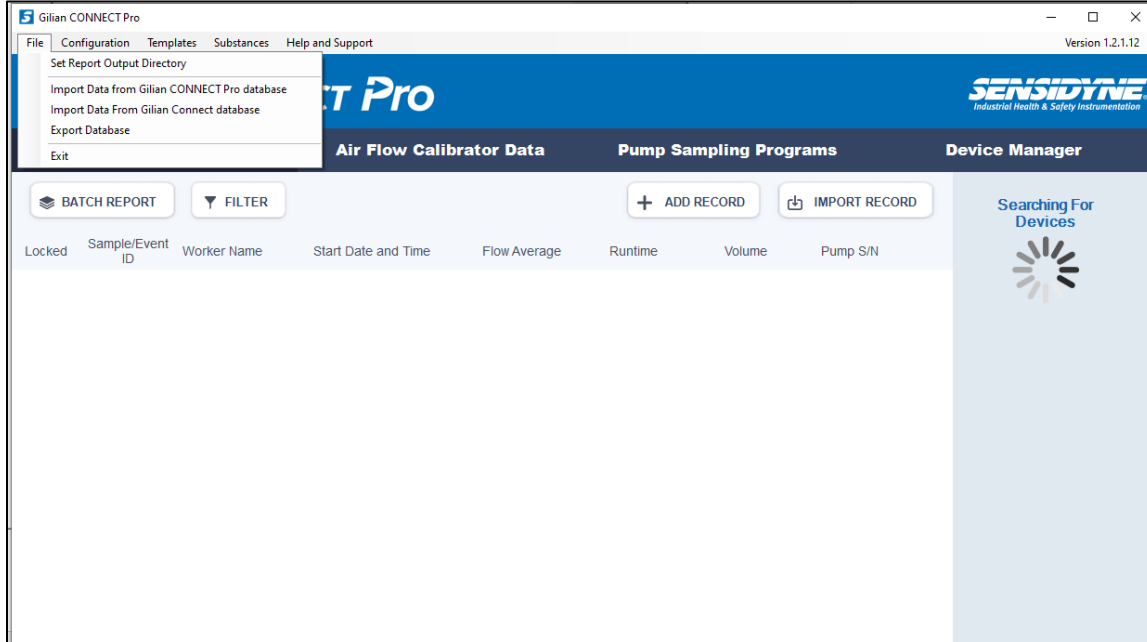 Gilian CONNECT Pro
File Configuration Templates Substances Help and Support Version 1.2.1.12
Set Report Output Directory
Import Data from Gilian CONNECT Pro database
Import Data From Gilian Connect database
Export Database
Exit
CT Pro
SENSIDYNE
Industrial Health & Safety Instrumentation
Air Flow Calibrator Data Pump Sampling Programs Device Manager
BATCH REPORT FILTER ADD RECORD IMPORT RECORD
Locked Sample/Event ID Worker Name Start Date and Time Flow Average Runtime Volume Pump S/N
Searching For
Devices